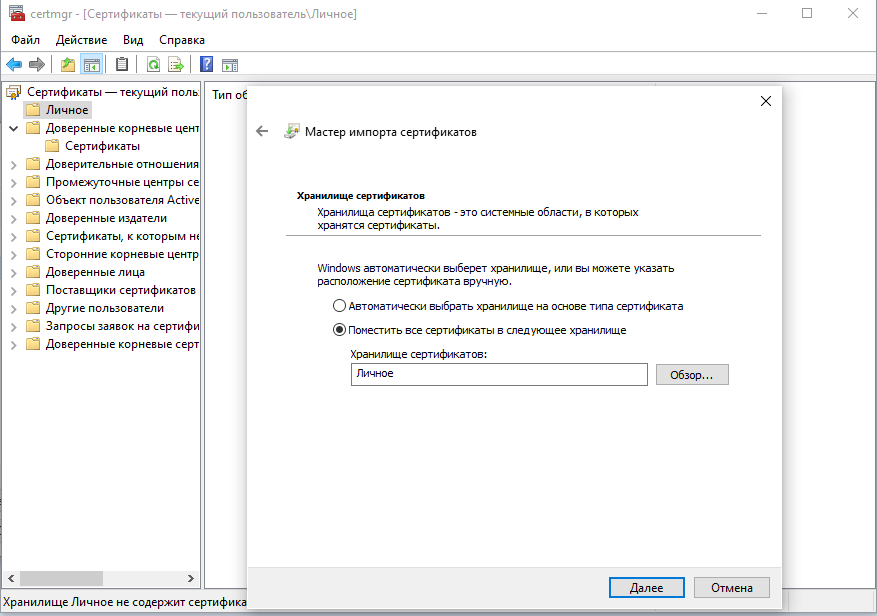 certmgr - [Сертификаты — текущий пользователь\Личное]
Файл Действие Вид Справка
Сертификаты — текущий поль
Личное
Доверенные корневые цент
Сертификаты
Доверительные отношения
Промежуточные центры се
Объект пользователя Active
Доверенные издатели
Сертификаты, к которым не
Сторонние корневые центр
Доверенные лица
Поставщики сертификатов
Другие пользователи
Запросы заявок на сертифи
Доверенные корневые серт
Тип об
Мастер импорта сертификатов
Хранилище сертификатов
Хранилища сертификатов - это системные области, в которых
хранятся сертификаты.
Windows автоматически выберет хранилище, или вы можете указать
расположение сертификата вручную.
Автоматически выбрать хранилище на основе типа сертификата
Поместить все сертификаты в следующее хранилище
Хранилище сертификатов:
Личное
Обзор...
Далее
Отмена
Хранилище Личное не содержит сертифика